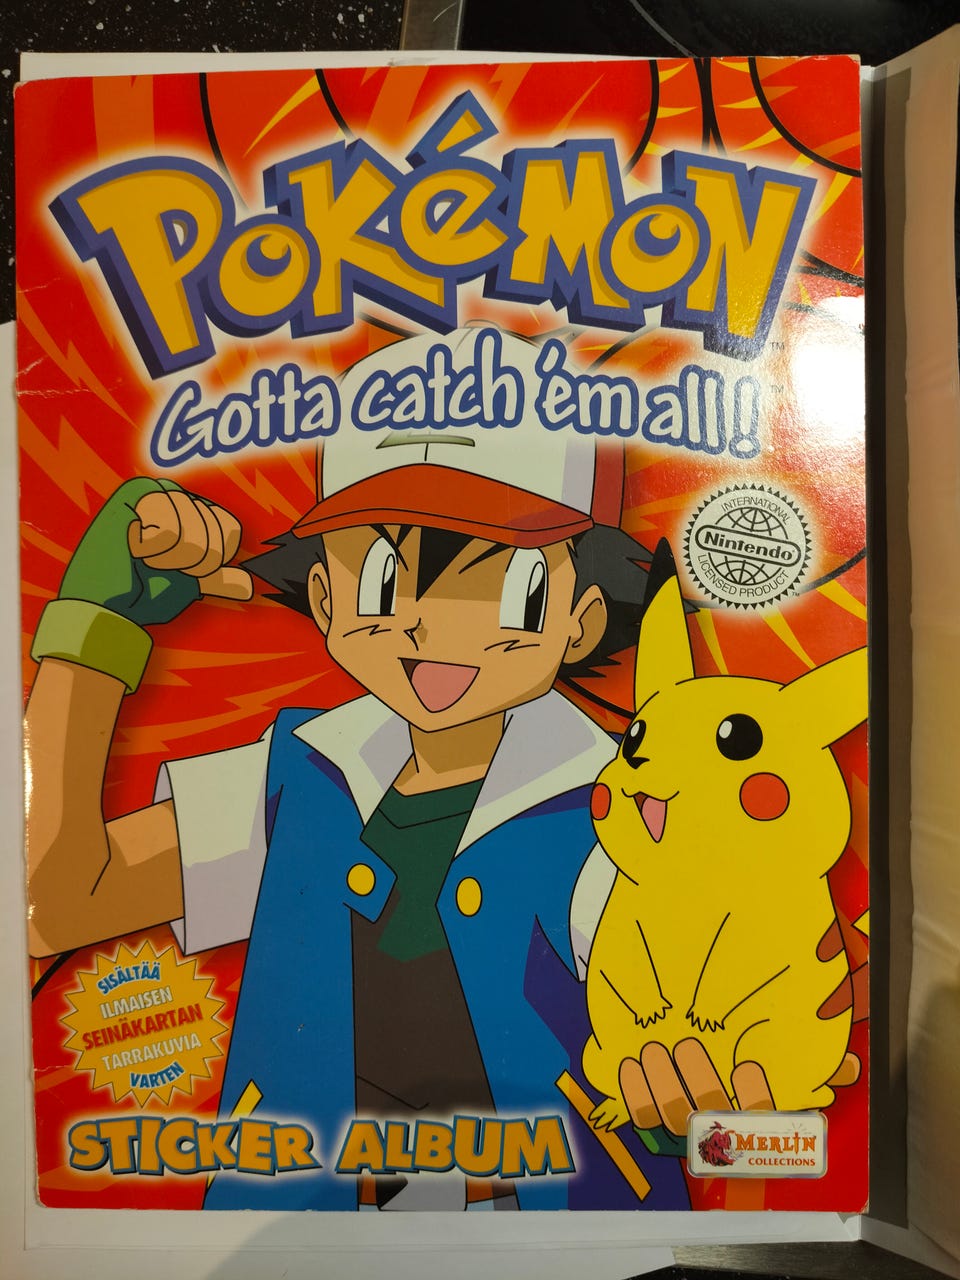 POKéMON
TM
Gotta catch 'em all!
TM
INTERNATIONAL
Nintendo
LICENSED PRODUCT
SISÄLTÄÄ
ILMAISEN
SEINÄKARTAN
TARRAKUVIA
VARTEN
STICKER ALBUM
MERLIN
COLLECTIONS